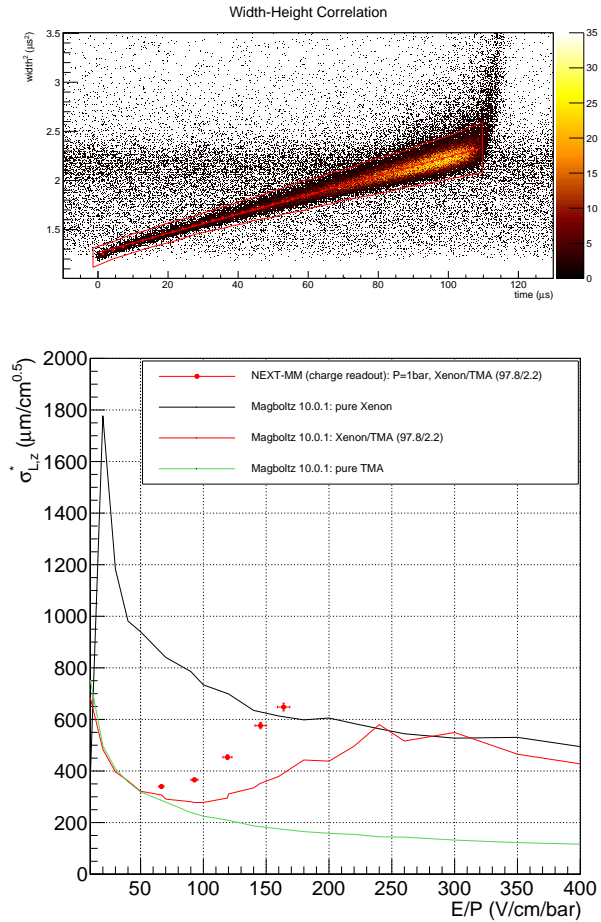 Width-Height Correlation
width² (μs²)
3.5
3
2.5
2
1.5
0 20 40 60 80 100 120
time (μs)
35
30
25
20
15
10
5
0
σ*L,z (μm/cm^0.5)
2000
1800
1600
1400
1200
1000
800
600
400
200
0
NEXT-MM (charge readout): P=1bar, Xenon/TMA (97.8/2.2)
Magboltz 10.0.1: pure Xenon
Magboltz 10.0.1: Xenon/TMA (97.8/2.2)
Magboltz 10.0.1: pure TMA
50 100 150 200 250 300 350 400
E/P (V/cm/bar)